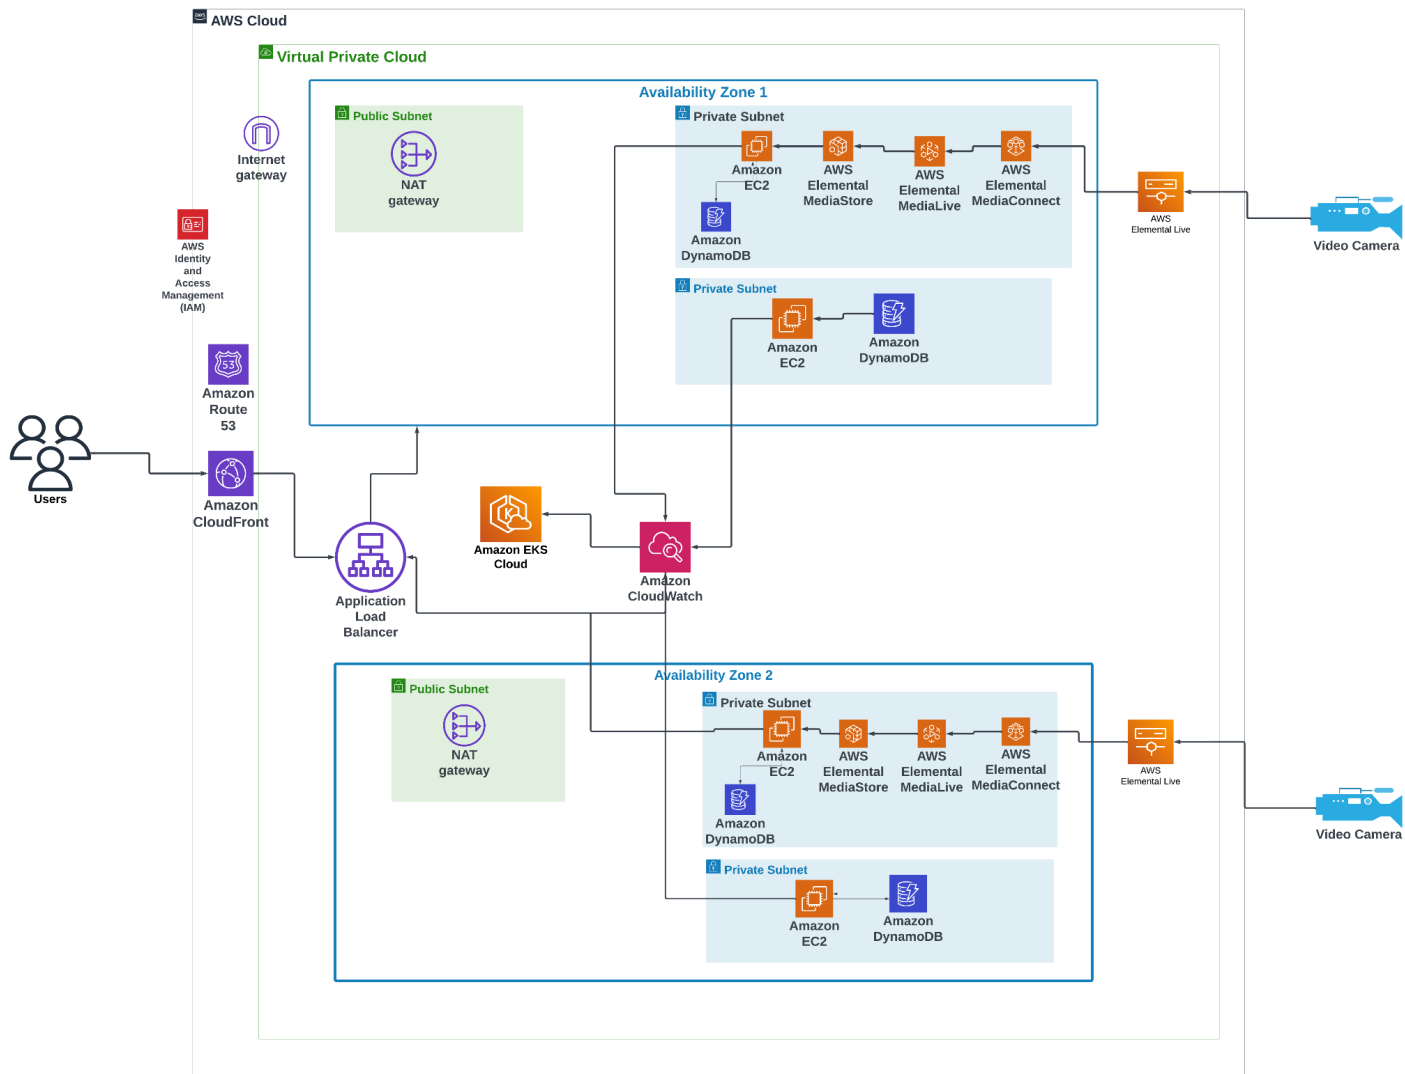 AWS Cloud
Virtual Private Cloud
Availability Zone 1
Public Subnet
NAT
gateway
Private Subnet
Amazon
EC2
AWS
Elemental
MediaStore
AWS
Elemental
MediaLive
AWS
Elemental
MediaConnect
Amazon
DynamoDB
AWS
Elemental Live
Video Camera
Internet
gateway
AWS
Identity
and
Access
Management
(IAM)
Private Subnet
Amazon
EC2
Amazon
DynamoDB
53
Amazon
Route
53
Users
Amazon
CloudFront
Application
Load
Balancer
K
Amazon EKS
Cloud
Amazon
CloudWatch
Availability Zone 2
Public Subnet
NAT
gateway
Private Subnet
Amazon
EC2
AWS
Elemental
MediaStore
AWS
Elemental
MediaLive
AWS
Elemental
MediaConnect
Amazon
DynamoDB
AWS
Elemental Live
Video Camera
Private Subnet
Amazon
EC2
Amazon
DynamoDB